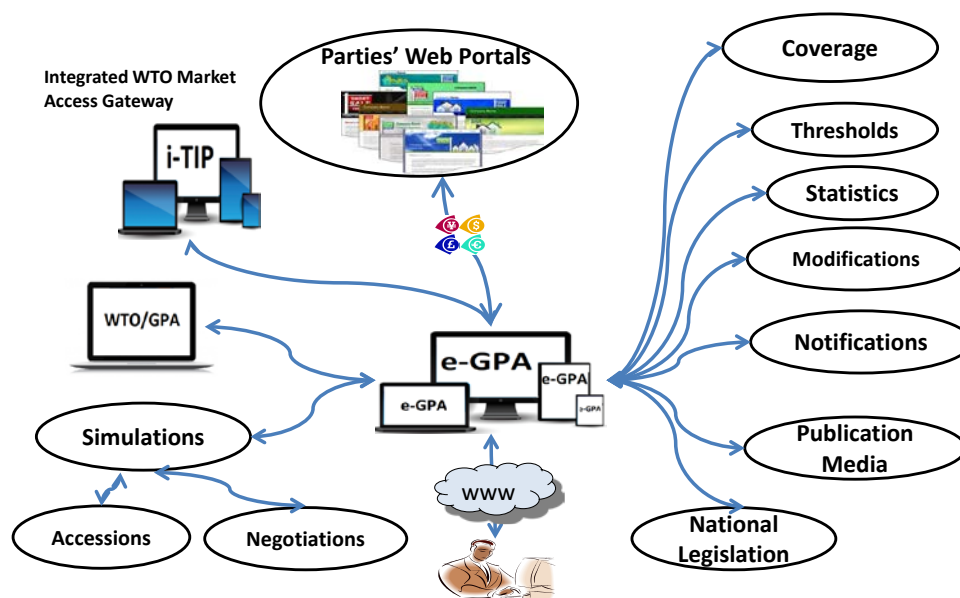 Parties' Web Portals
Coverage
Integrated WTO Market
Access Gateway
i-TIP
Thresholds
Statistics
Modifications
WTO/GPA
Notifications
e-GPA
e-GPA
e-GPA
e-GPA
Simulations
Publication
Media
www
Accessions
Negotiations
National
Legislation